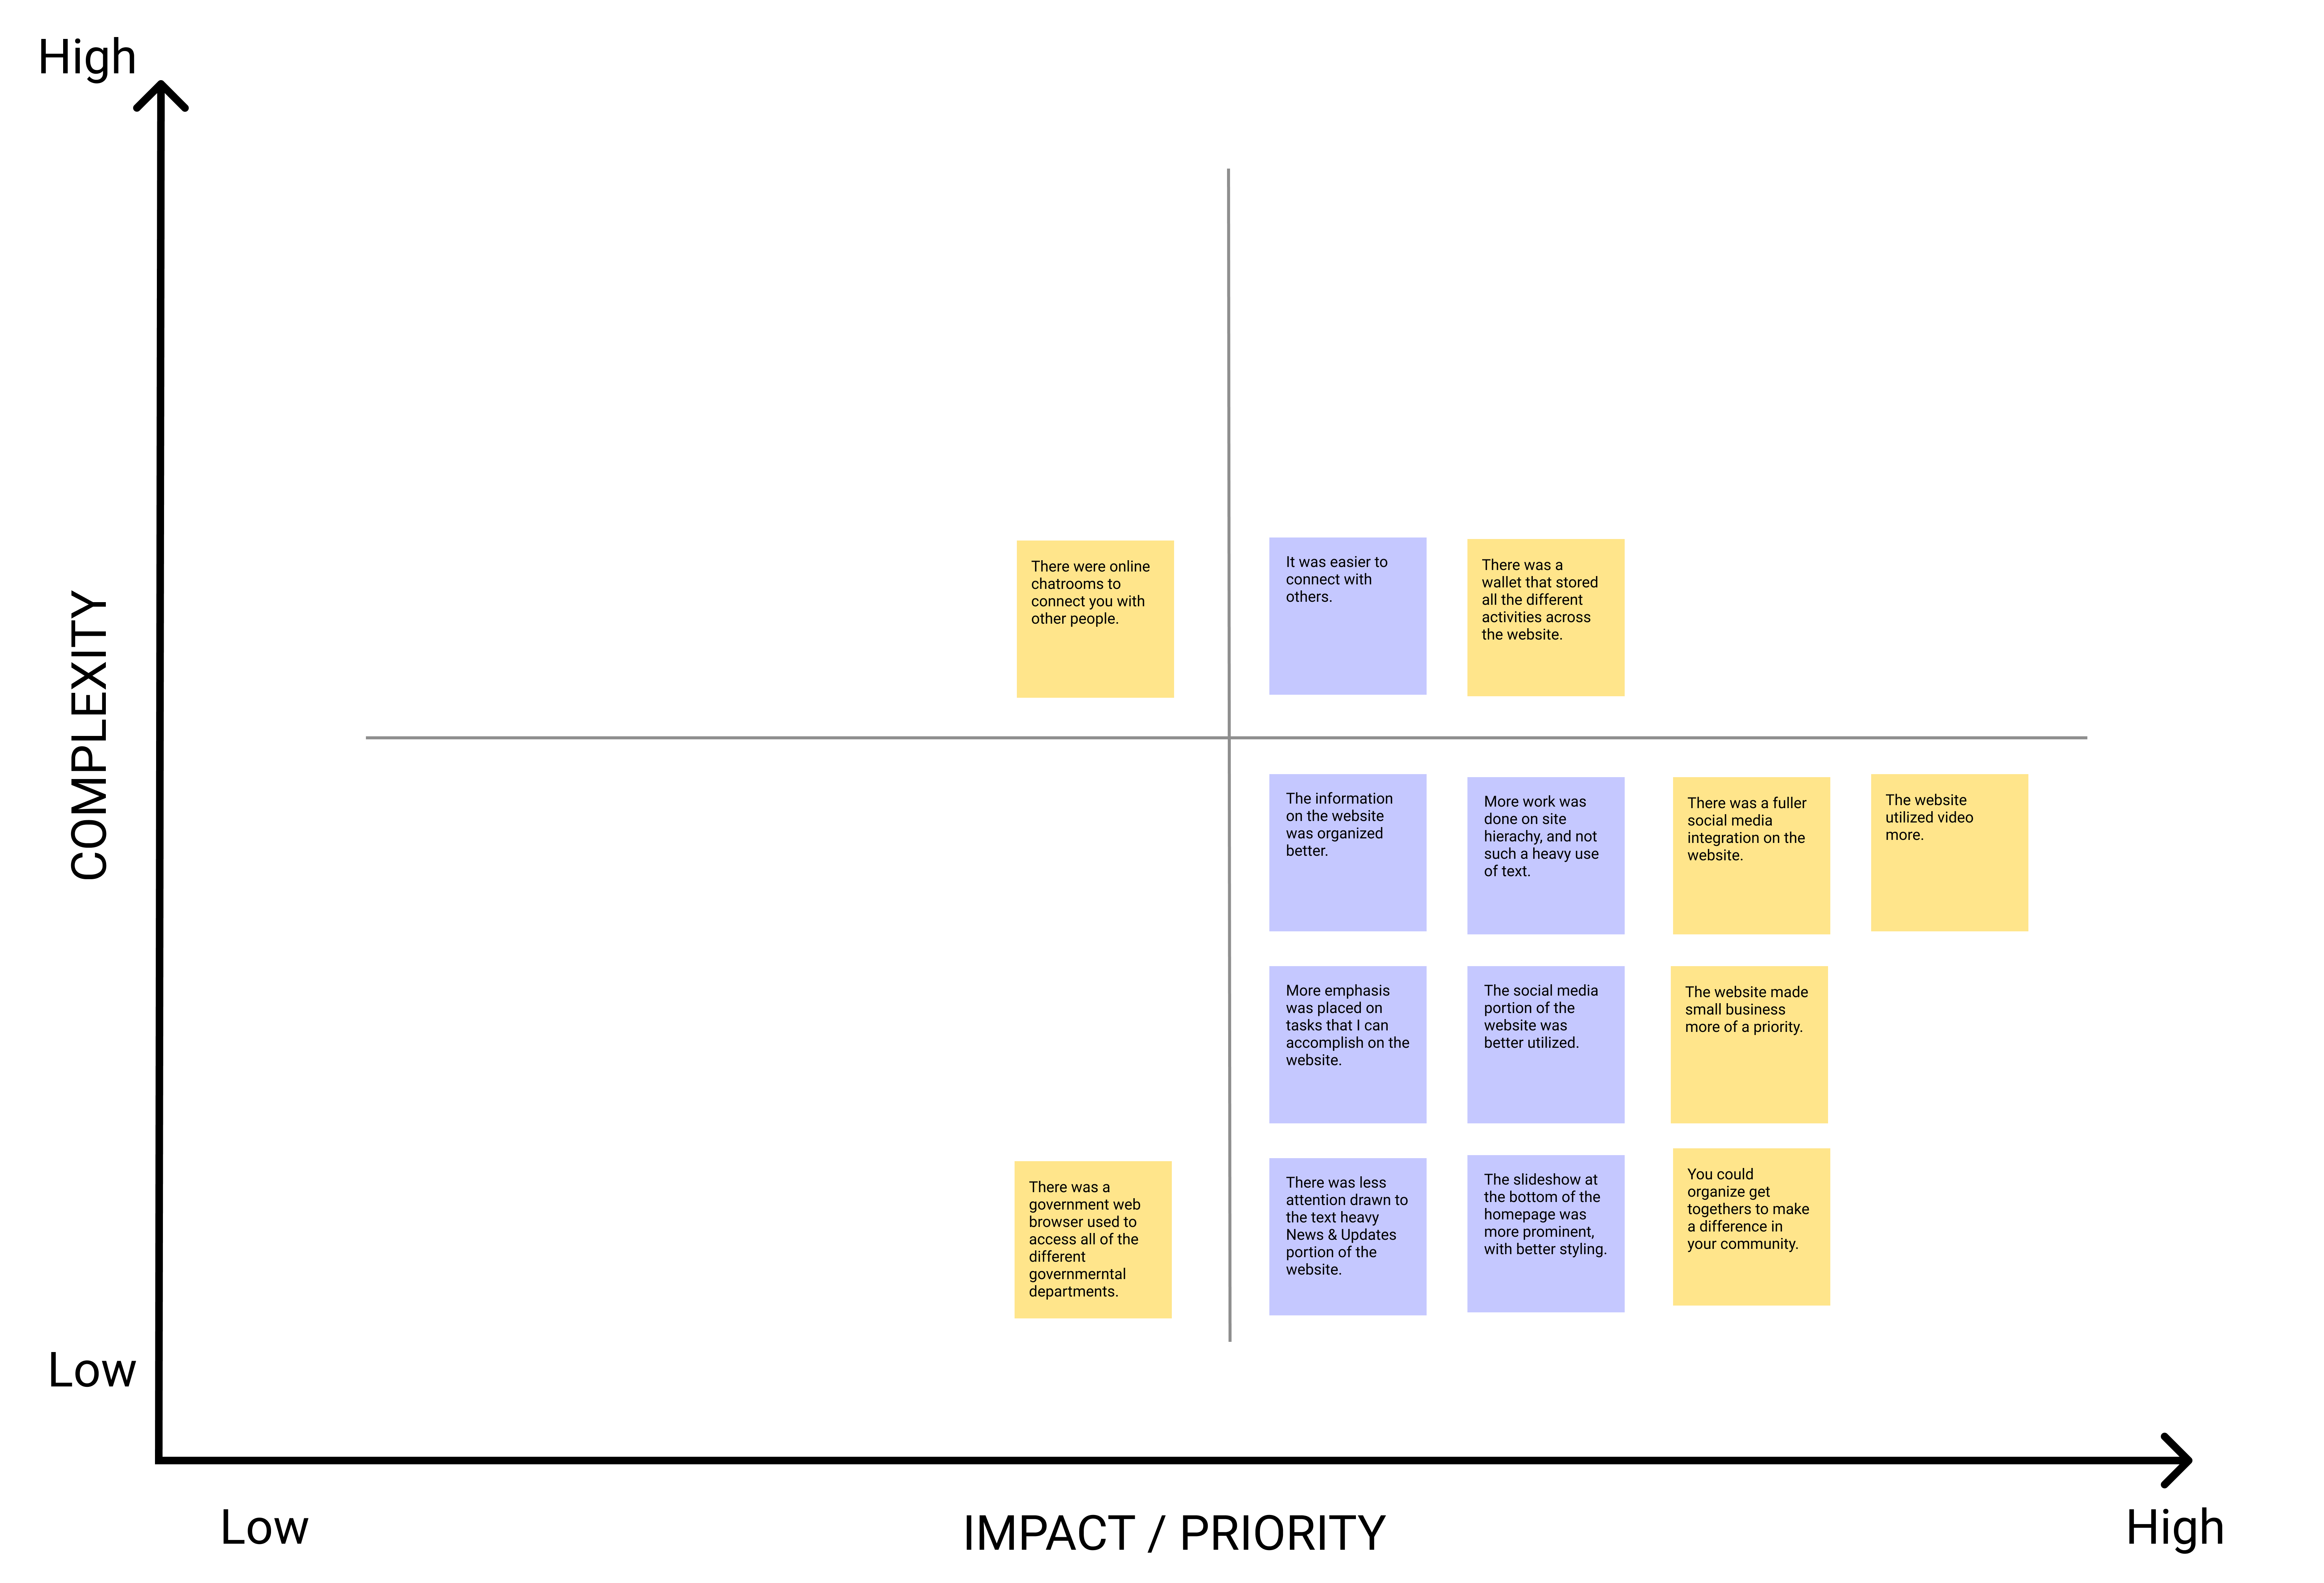 High
COMPLEXITY
There were online
chatrooms to
connect you with
other people.
It was easier to
connect with
others.
There was a
wallet that stored
all the different
activities across
the website.
The information
on the website
was organized
better.
More work was
done on site
hierachy, and not
such a heavy use
of text.
There was a fuller
social media
integration on the
website.
The website
utilized video
more.
More emphasis
was placed on
tasks that I can
accomplish on the
website.
The social media
portion of the
website was
better utilized.
The website made
small business
more of a priority.
There was a
government web
browser used to
access all of the
different
governmerntal
departments.
There was less
attention drawn to
the text heavy
News & Updates
portion of the
website.
The slideshow at
the bottom of the
homepage was
more prominent,
with better styling.
You could
organize get
togethers to make
a difference in
your community.
Low
Low
IMPACT / PRIORITY
High